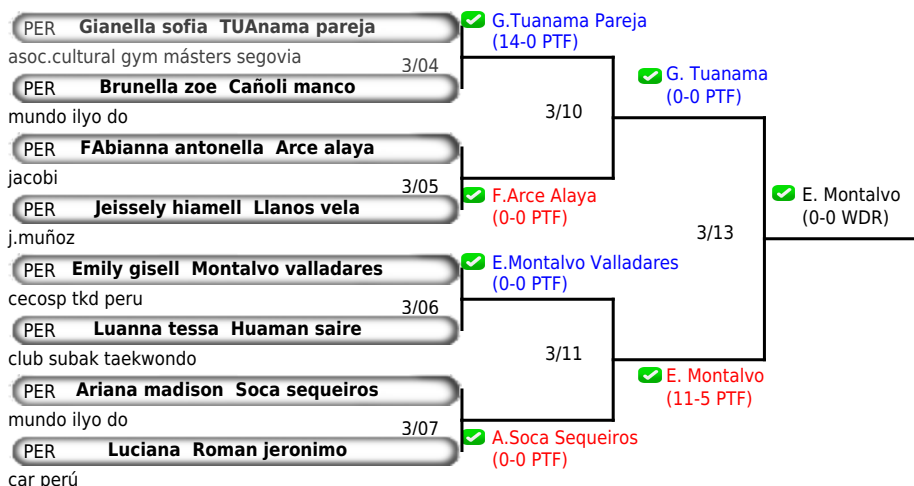 PER Gianella sofia TUAnama pareja
asoc.cultural gym másters segovia
3/04
PER Brunella zoe Cañoli manco
mundo ilyo do
PER FAbianna antonella Arce alaya
jacobi
3/05
PER Jeissely hiamell Llanos vela
j.muñoz
PER Emily gisell Montalvo valladares
cecosp tkd peru
3/06
PER Luanna tessa Huaman saire
club subak taekwondo
PER Ariana madison Soca sequeiros
mundo ilyo do
3/07
PER Luciana Roman jeronimo
car perú
G.Tuanama Pareja
(14-0 PTF)
3/10
F.Arce Alaya
(0-0 PTF)
E.Montalvo Valladares
(0-0 PTF)
3/11
A.Soca Sequeiros
(0-0 PTF)
G. Tuanama
(0-0 PTF)
3/13
E. Montalvo
(11-5 PTF)
E. Montalvo
(0-0 WDR)